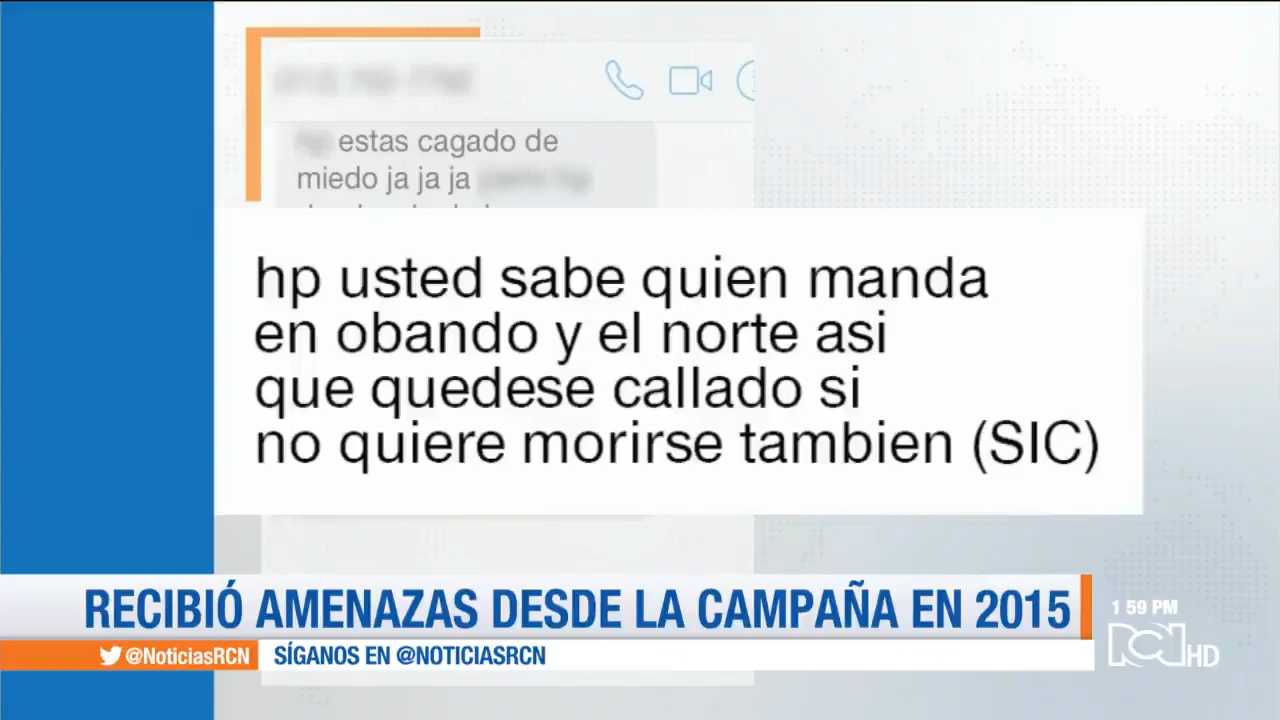 estas cagado de
miedo ja ja ja
hp usted sabe quien manda
en obando y el norte asi
que quedese callado si
no quiere morirse tambien (SIC)
RECIBIÓ AMENAZAS DESDE LA CAMPAÑA EN 2015
1 59 PM
@NoticiasRCN
SÍGANOS EN @NOTICIASRCN
RCN HD